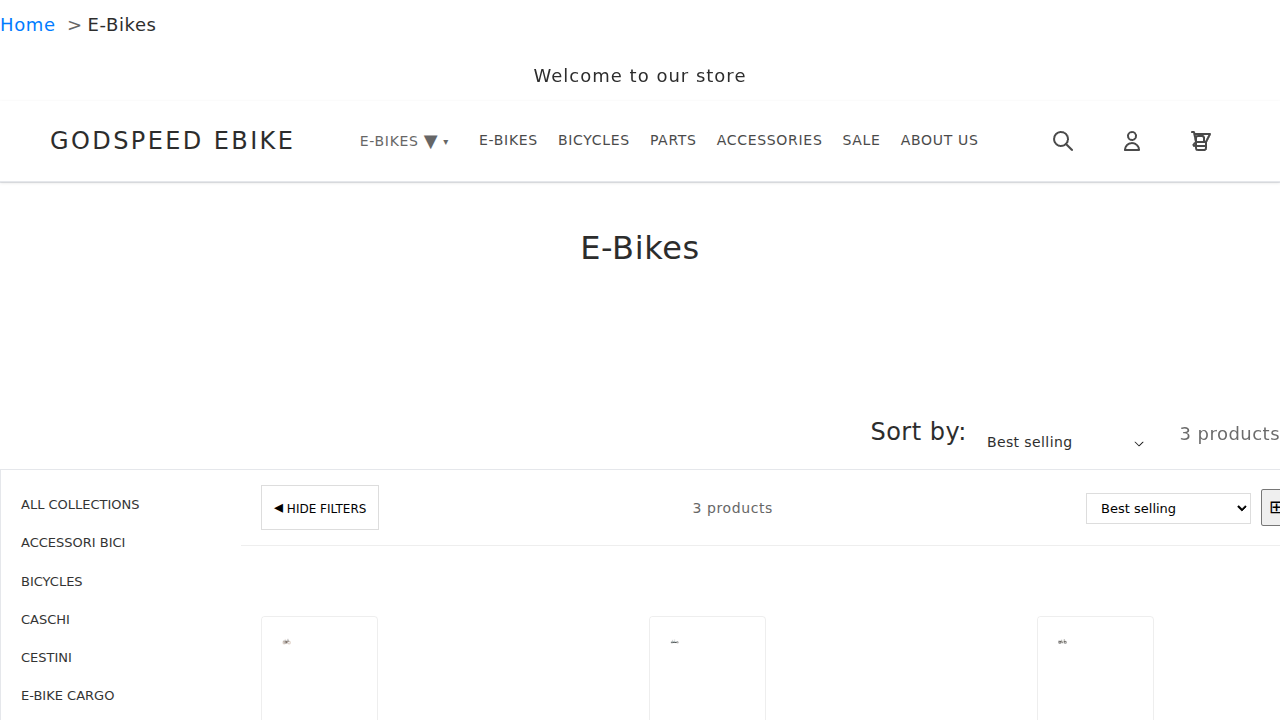 Home > E-Bikes
Welcome to our store
GODSPEED EBIKE
E-BIKES ▼ ▾
E-BIKES
BICYCLES
PARTS
ACCESSORIES
SALE
ABOUT US
E-Bikes
Sort by:
Best selling
3 products
ALL COLLECTIONS
ACCESSORI BICI
BICYCLES
CASCHI
CESTINI
E-BIKE CARGO
◀ HIDE FILTERS
3 products
Best selling